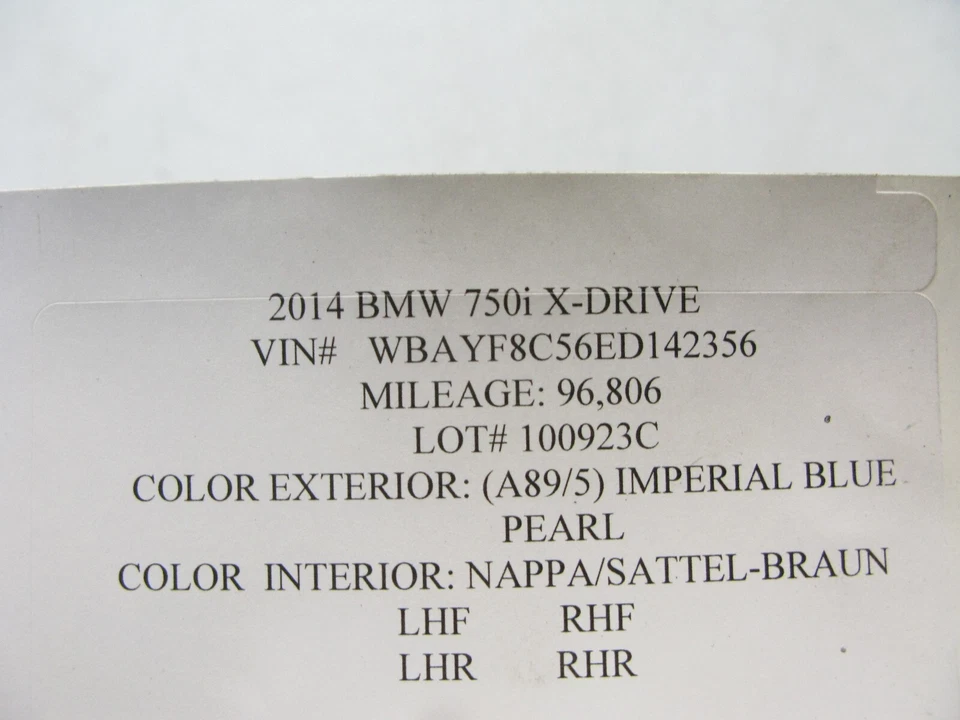 2014 BMW 750i X-DRIVE
VIN# WBAYF8C56ED142356
MILEAGE: 96,806
LOT# 100923C
COLOR EXTERIOR: (A89/5) IMPERIAL BLUE
PEARL
COLOR INTERIOR: NAPPA/SATTEL-BRAUN
LHF RHF
LHR RHR